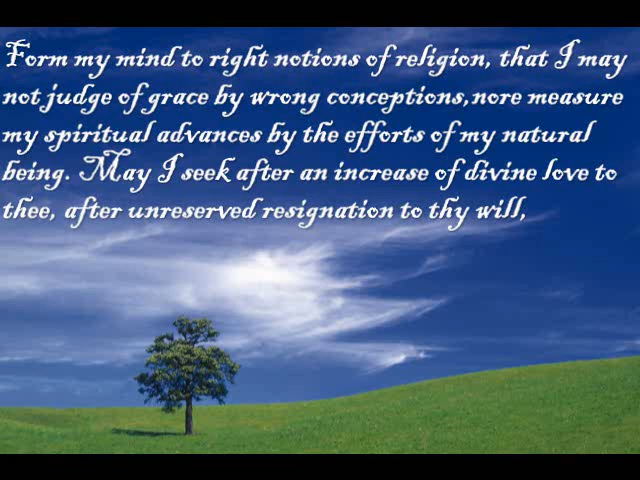 Form my mind to right notions of religion, that I may
not judge of grace by wrong conceptions,nore measure
my spiritual advances by the efforts of my natural
being. May I seek after an increase of divine love to
thee, after unreserved resignation to thy will,